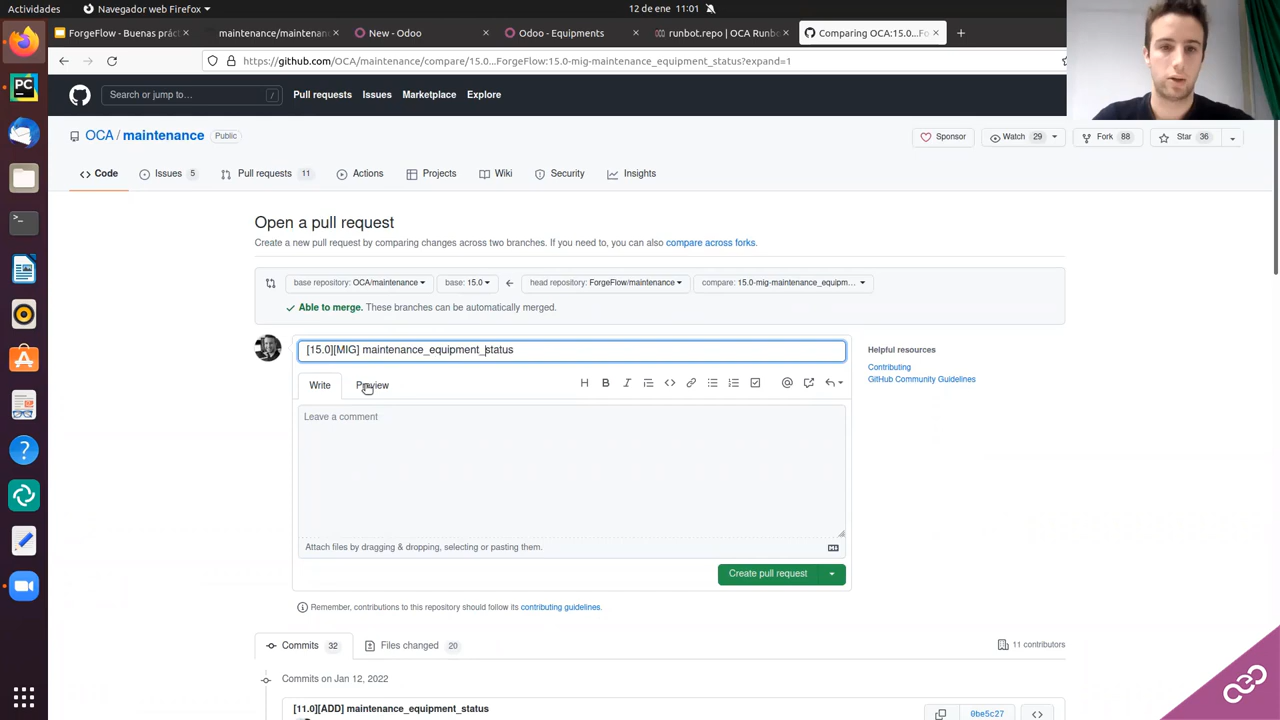 Actividades
Navegador web Firefox
12 de ene 11:01
ForgeFlow - Buenas prác
maintenance/maintenan
New - Odoo
Odoo - Equipments
runbot.repo | OCA Runbo
Comparing OCA:15.0...F
https://github.com/OCA/maintenance/compare/15.0...ForgeFlow:15.0-mig-maintenance_equipment_status?expand=1
Search or jump to... /
Pull requests
Issues
Marketplace
Explore
OCA / maintenance
Public
Sponsor
Watch 29
Fork 88
Star 36
Code
Issues 5
Pull requests 11
Actions
Projects
Wiki
Security
Insights
Open a pull request
Create a new pull request by comparing changes across two branches. If you need to, you can also compare across forks.
base repository: OCA/maintenance
base: 15.0
head repository: ForgeFlow/maintenance
compare: 15.0-mig-maintenance_equipm...
Able to merge. These branches can be automatically merged.
[15.0][MIG] maintenance_equipment_status
Write
Preview
Leave a comment
Attach files by dragging & dropping, selecting or pasting them.
Create pull request
Remember, contributions to this repository should follow its contributing guidelines.
Helpful resources
Contributing
GitHub Community Guidelines
Commits 32
Files changed 20
11 contributors
Commits on Jan 12, 2022
[11.0][ADD] maintenance_equipment_status
0be5c27